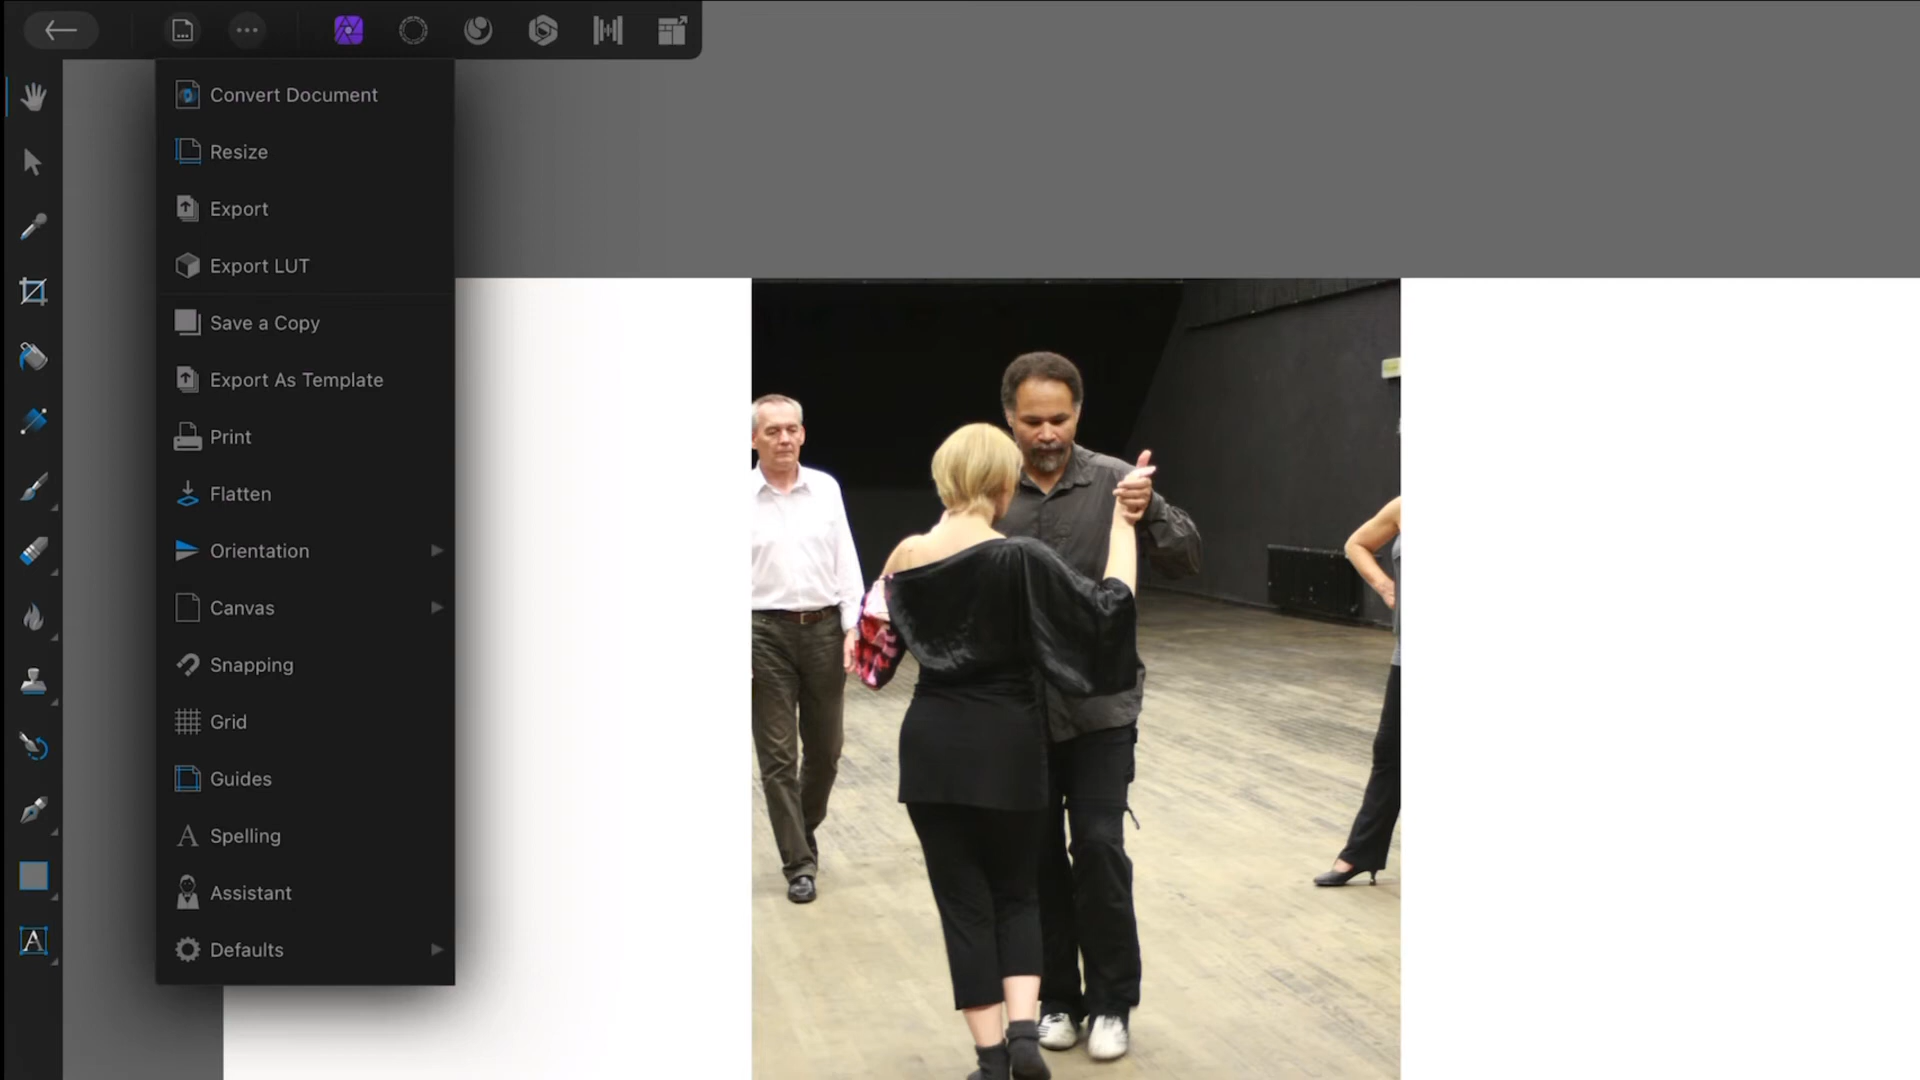 Convert Document
Resize
Export
Export LUT
Save a Copy
Export As Template
Print
Flatten
Orientation
Canvas
Snapping
Grid
Guides
Spelling
Assistant
Defaults